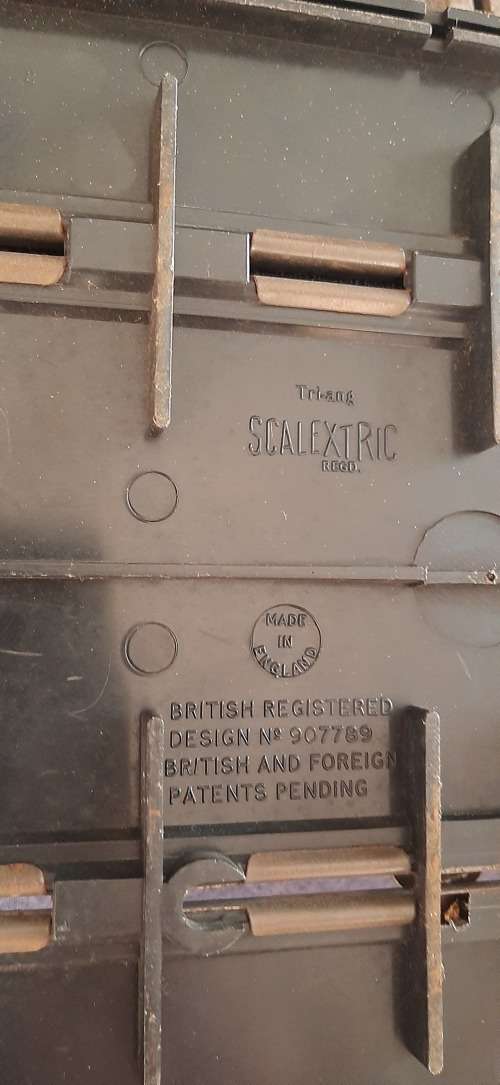 Tri-ang
SCALEXTRIC
REGD.
MADE
IN
ENGLAND
BRITISH REGISTERED
DESIGN Nº 907789
BRITISH AND FOREIGN
PATENTS PENDING